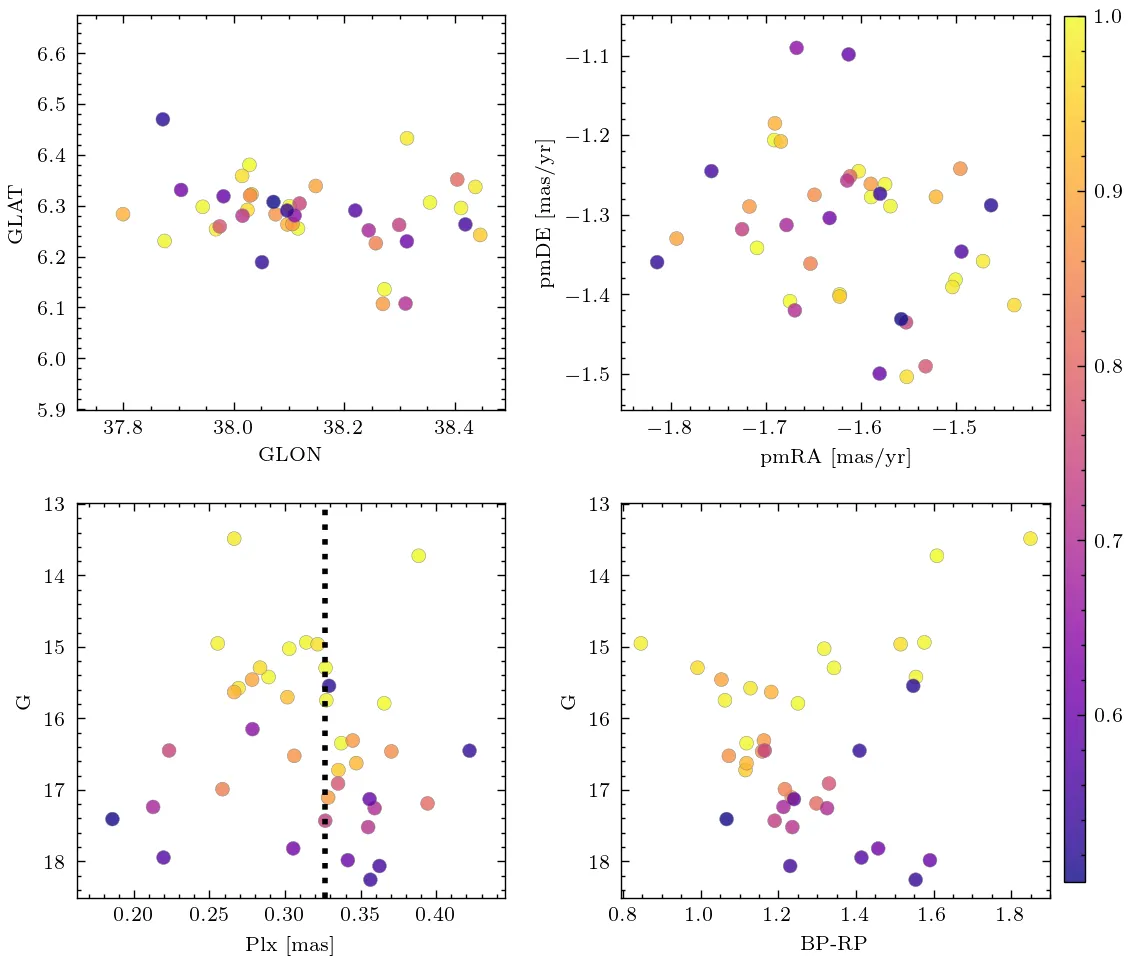 6.6
6.5
6.4
6.3
6.2
6.1
6.0
5.9
GLAT
37.8 38.0 38.2 38.4
GLON
−1.1
−1.2
−1.3
−1.4
−1.5
pmDE [mas/yr]
−1.8 −1.7 −1.6 −1.5
pmRA [mas/yr]
1.0
0.9
0.8
0.7
0.6
13
14
15
16
17
18
G
0.20 0.25 0.30 0.35 0.40
Plx [mas]
13
14
15
16
17
18
G
0.8 1.0 1.2 1.4 1.6 1.8
BP-RP